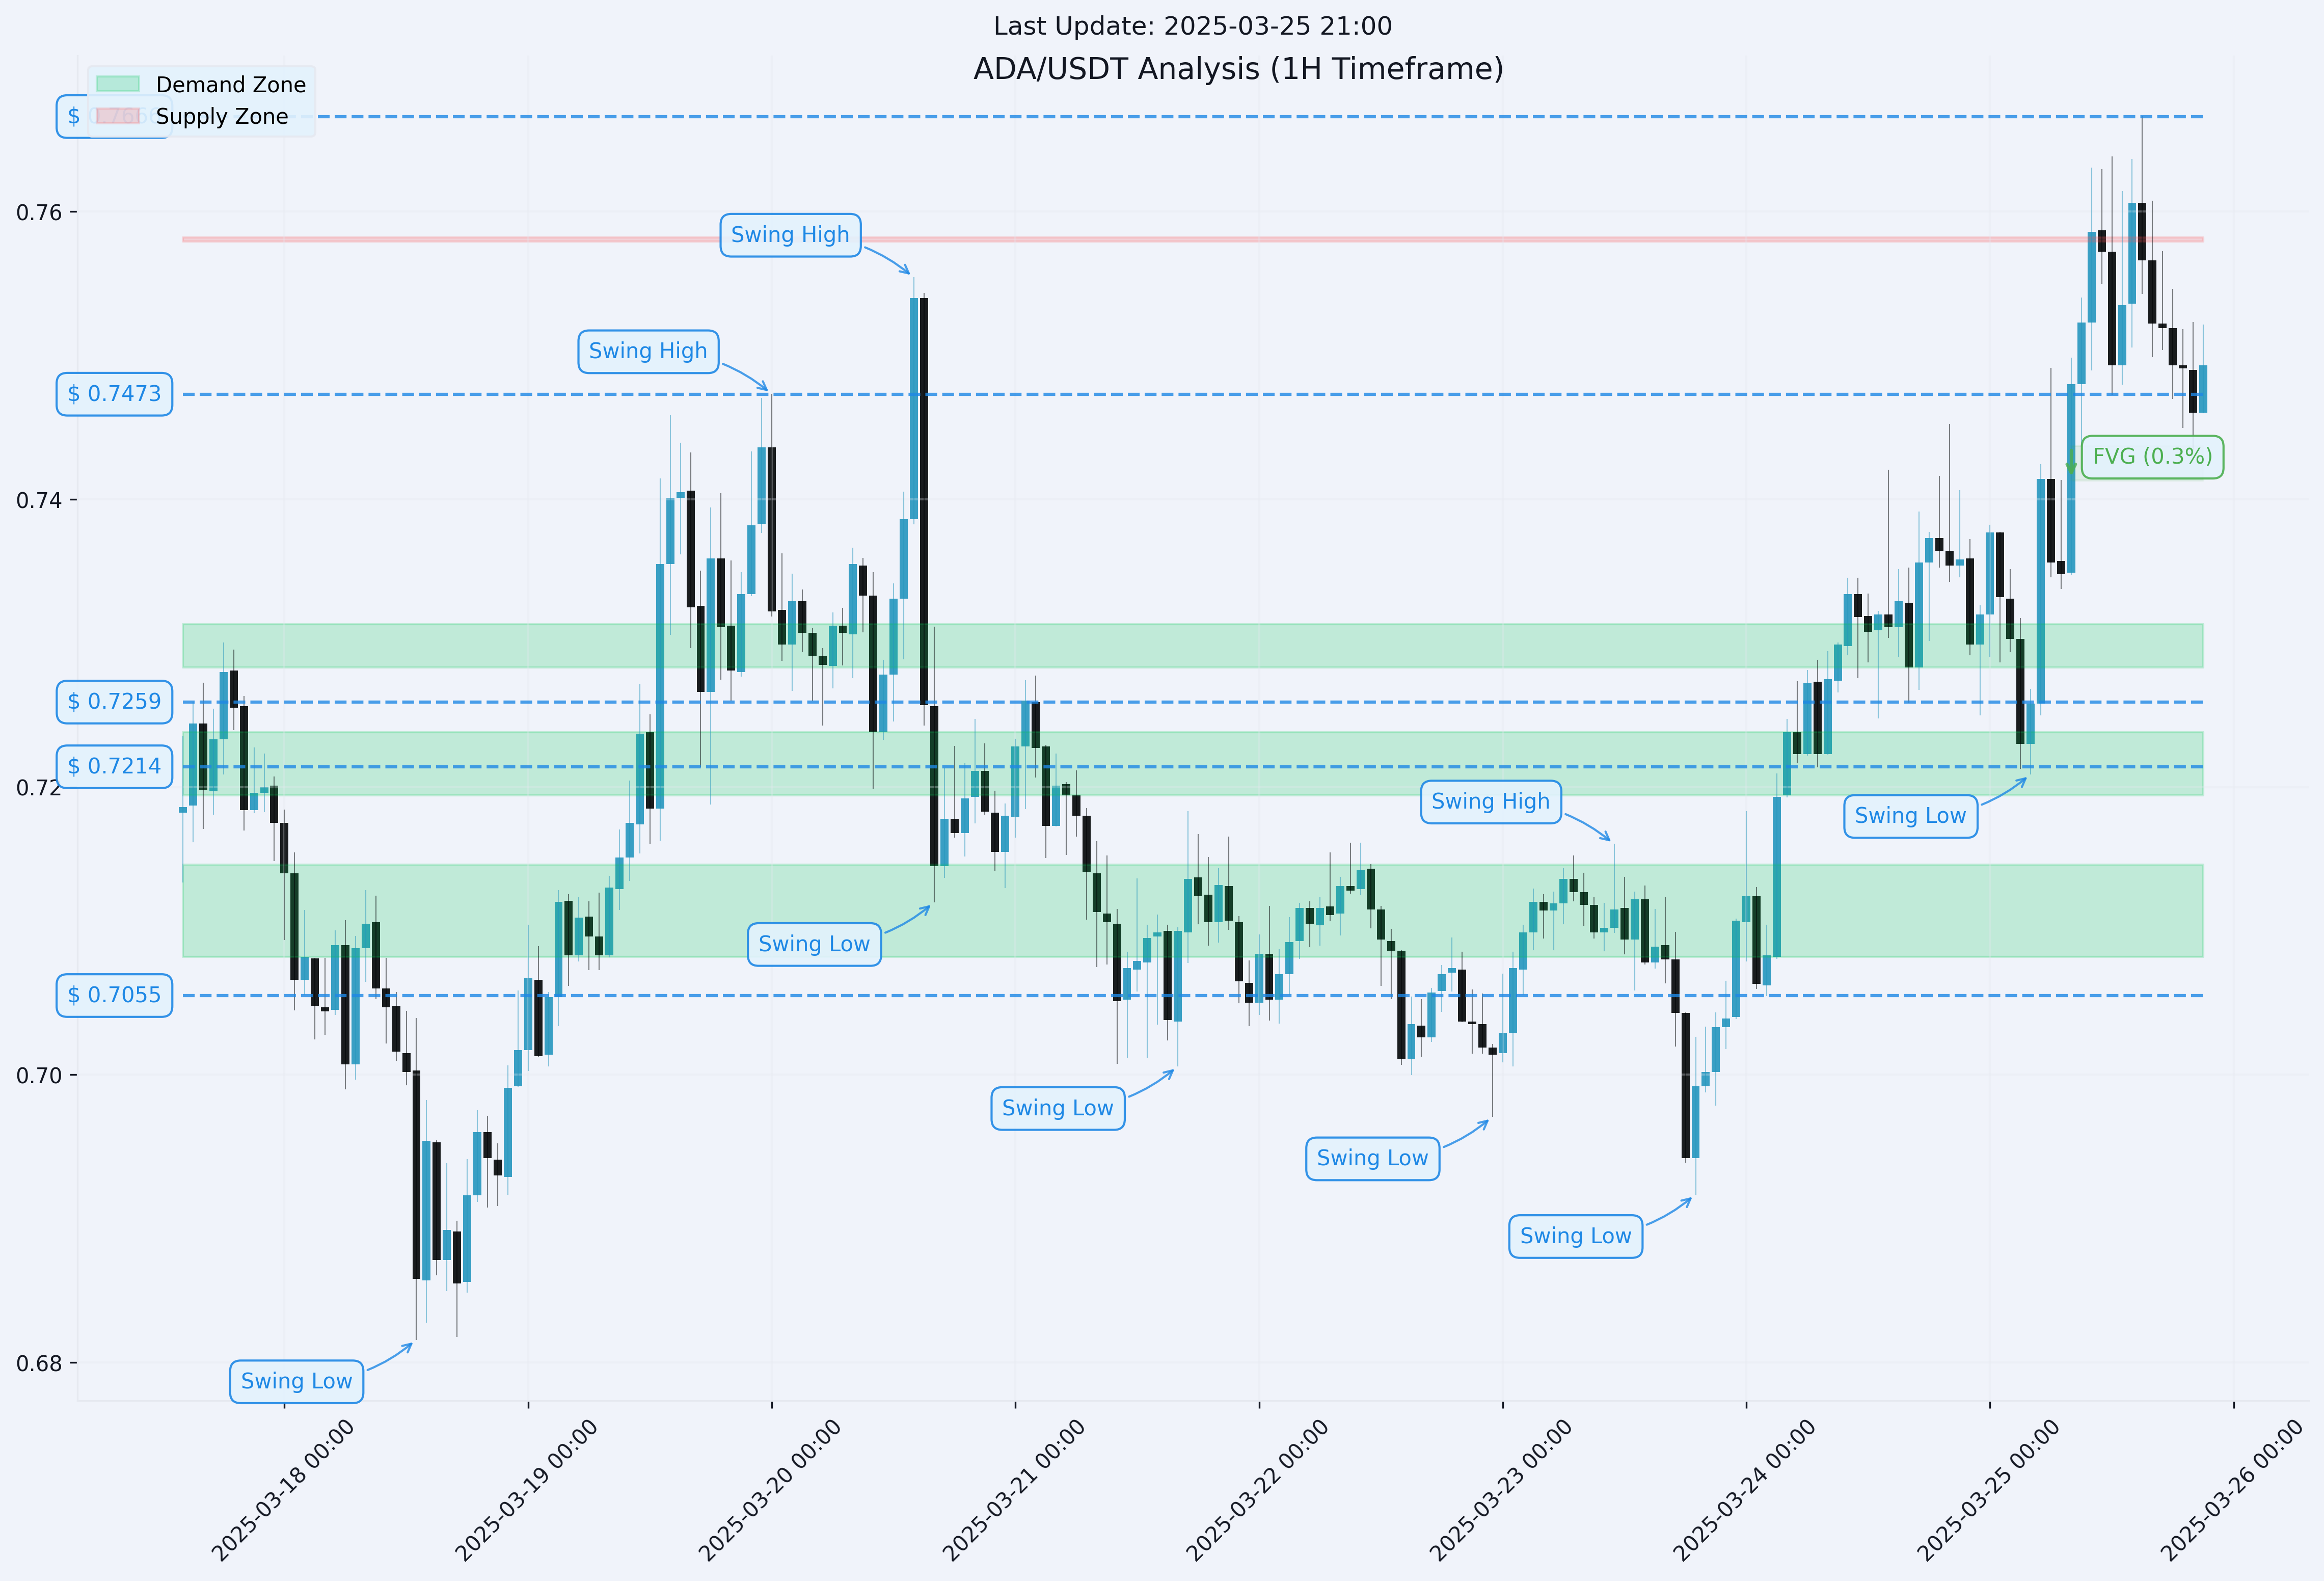 Last Update: 2025-03-25 21:00
ADA/USDT Analysis (1H Timeframe)
Demand Zone
Supply Zone
$
0.76
Swing High
Swing High
$ 0.7473
FVG (0.3%)
0.74
$ 0.7259
$ 0.7214
0.72
Swing High
Swing Low
Swing Low
$ 0.7055
0.70
Swing Low
Swing Low
Swing Low
0.68
Swing Low
2025-03-18 00:00
2025-03-19 00:00
2025-03-20 00:00
2025-03-21 00:00
2025-03-22 00:00
2025-03-23 00:00
2025-03-24 00:00
2025-03-25 00:00
2025-03-26 00:00